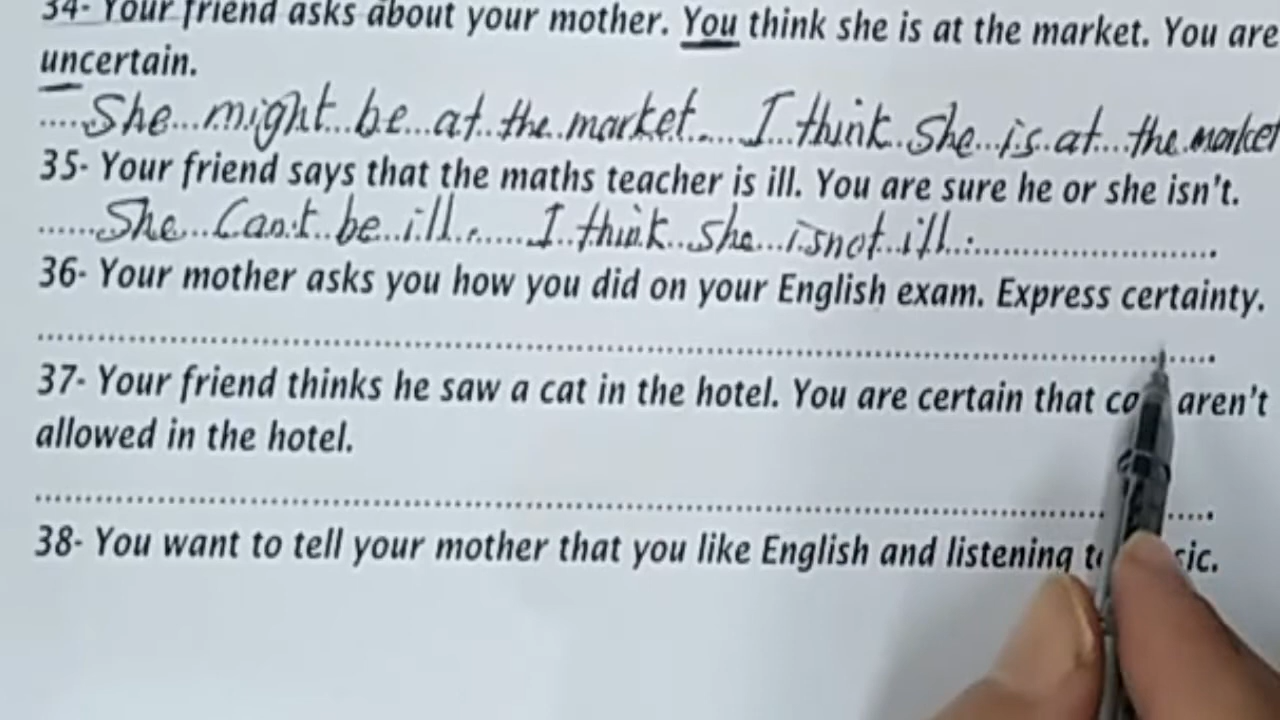 34- Your friend asks about your mother. You think she is at the market. You are
uncertain.
.....She...might...be...at..the..market.... I..think..She...is..at....the.market
35- Your friend says that the maths teacher is ill. You are sure he or she isn't.
......She...Can.t..be..ill........I..think..she...isnot..ill..:..........................
36- Your mother asks you how you did on your English exam. Express certainty.
37- Your friend thinks he saw a cat in the hotel. You are certain that aren't
allowed in the hotel.
38- You want to tell your mother that you like English and listening